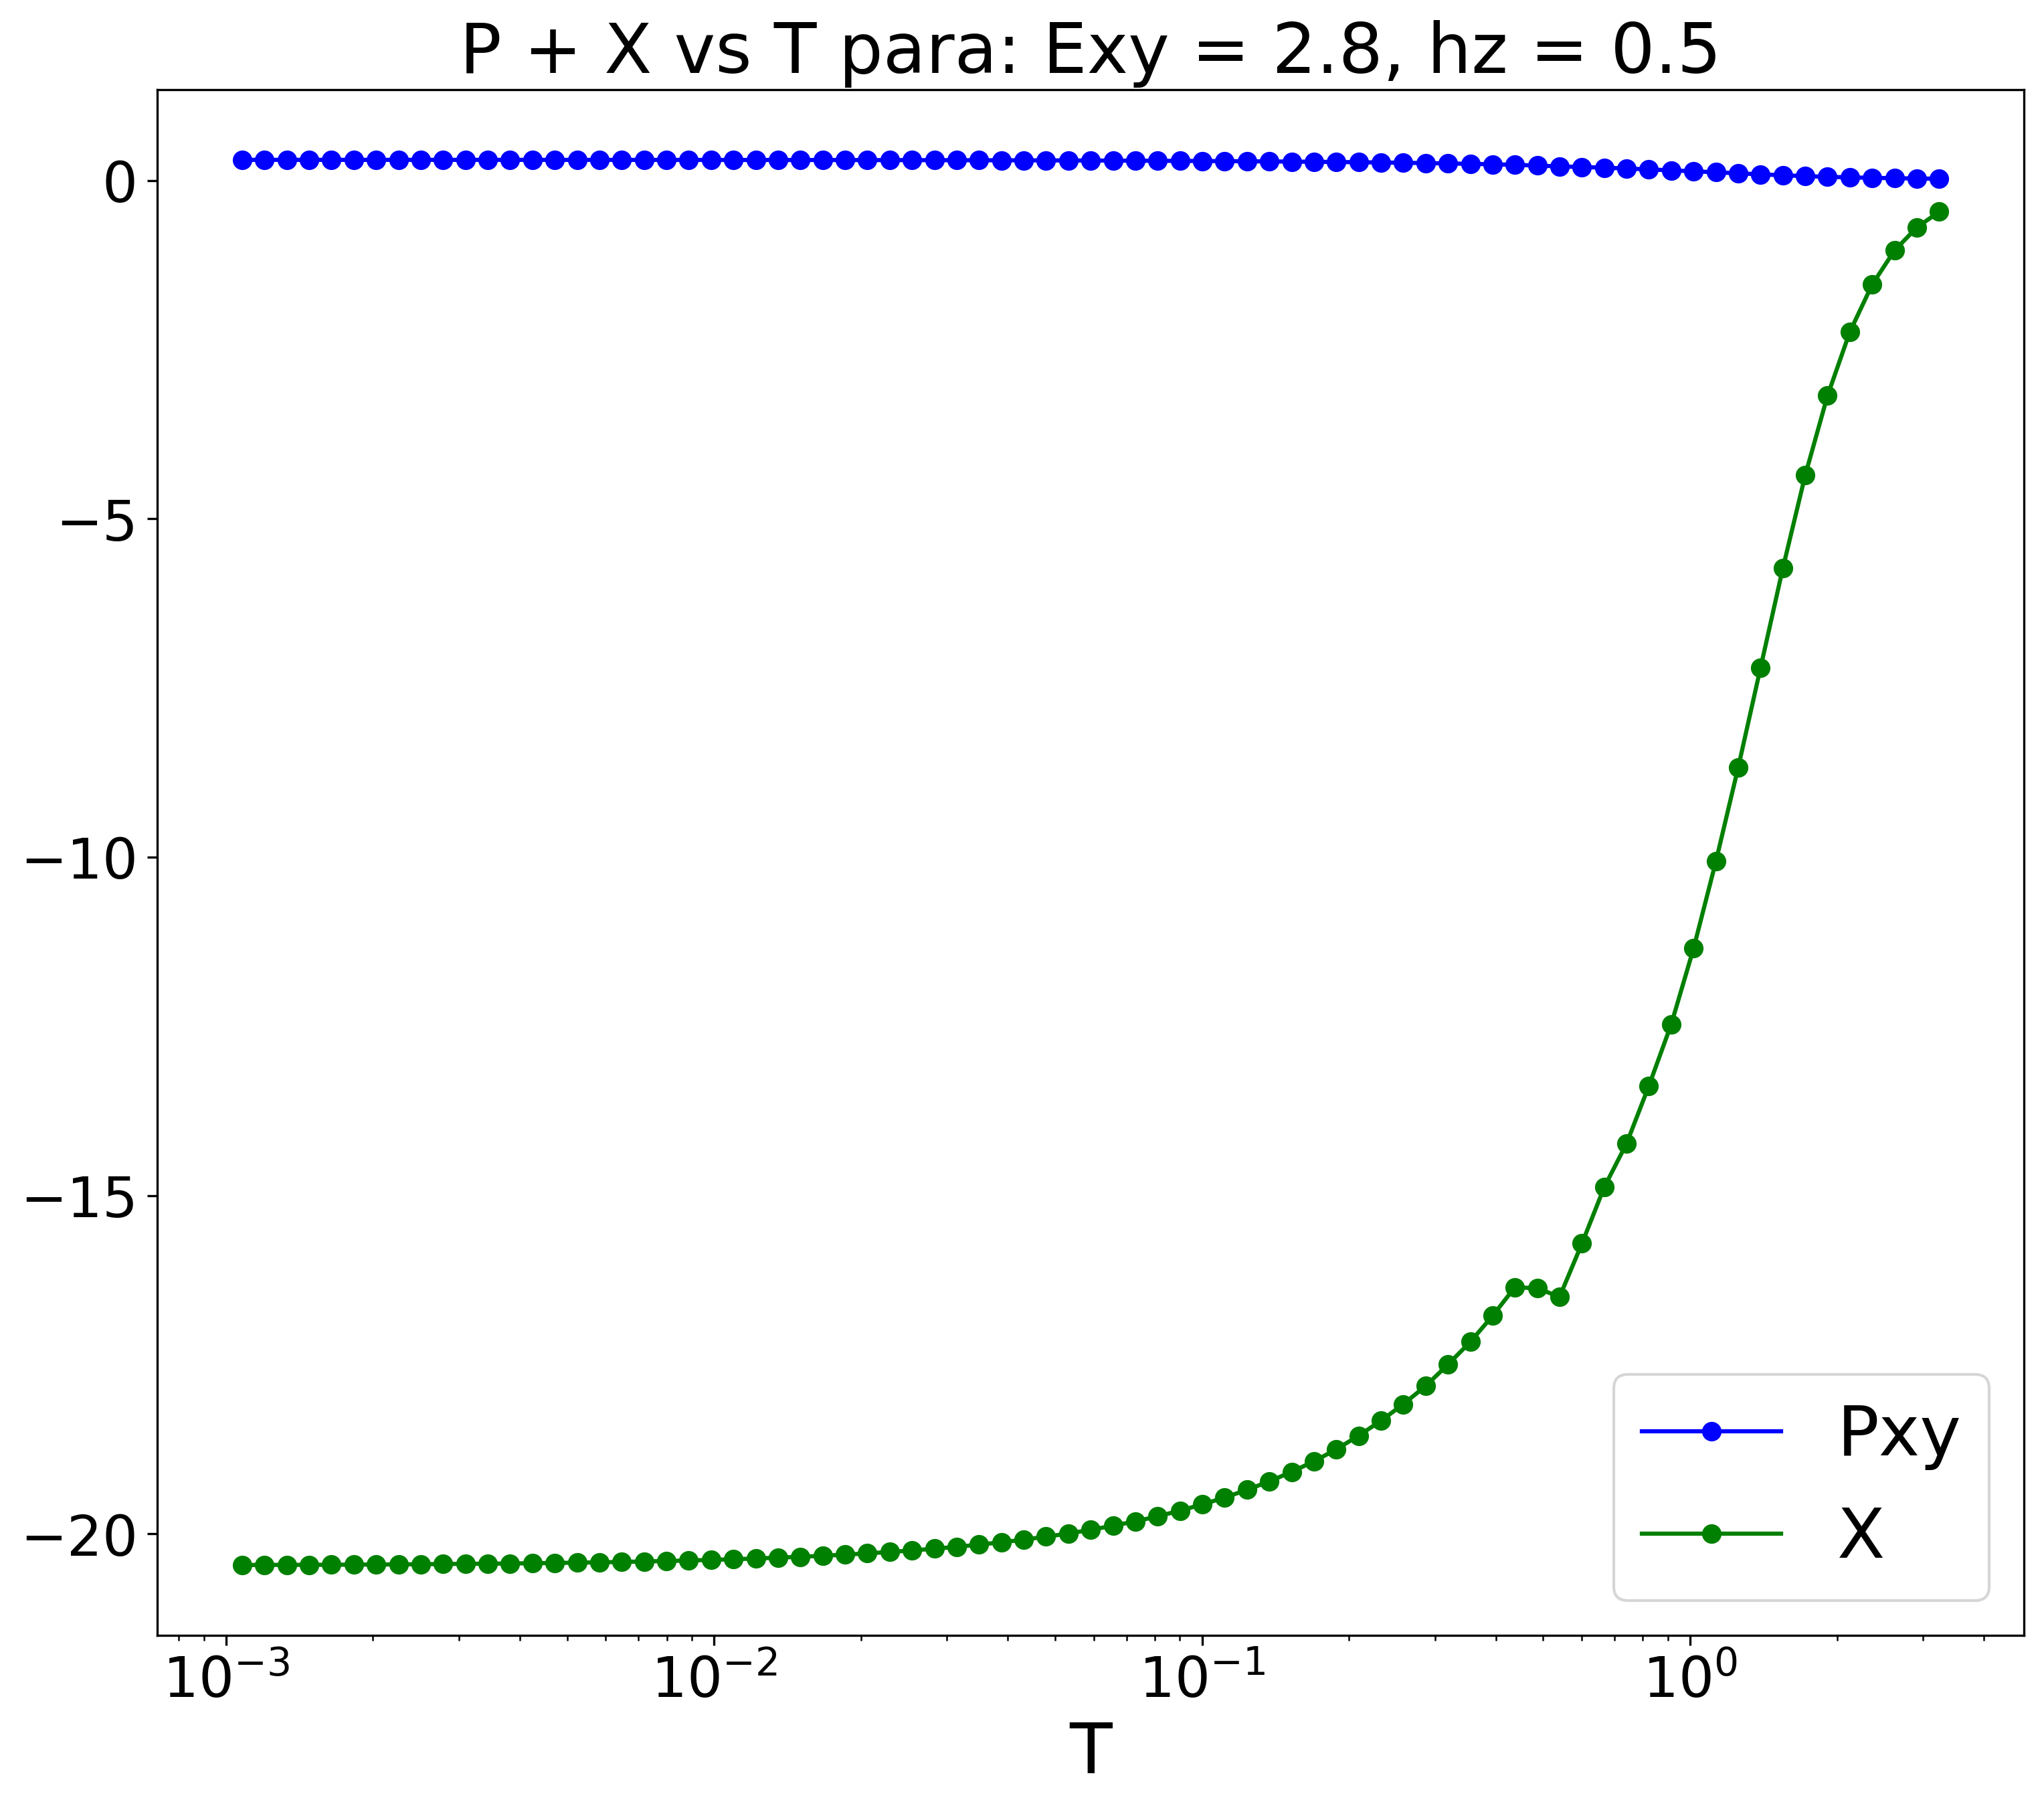 P + X vs T para: Exy = 2.8, hz = 0.5
0
−5
−10
−15
−20
Pxy
X
10⁻³ 10⁻² 10⁻¹ 10⁰
T